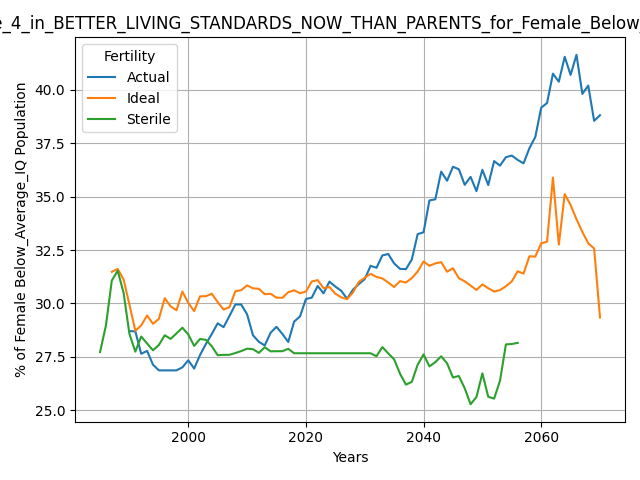 _4_in_BETTER_LIVING_STANDARDS_NOW_THAN_PARENTS_for_Female_Below_
Fertility
Actual
Ideal
Sterile
% of Female Below_Average_IQ Population
40.0
37.5
35.0
32.5
30.0
27.5
25.0
2000
2020
2040
2060
Years